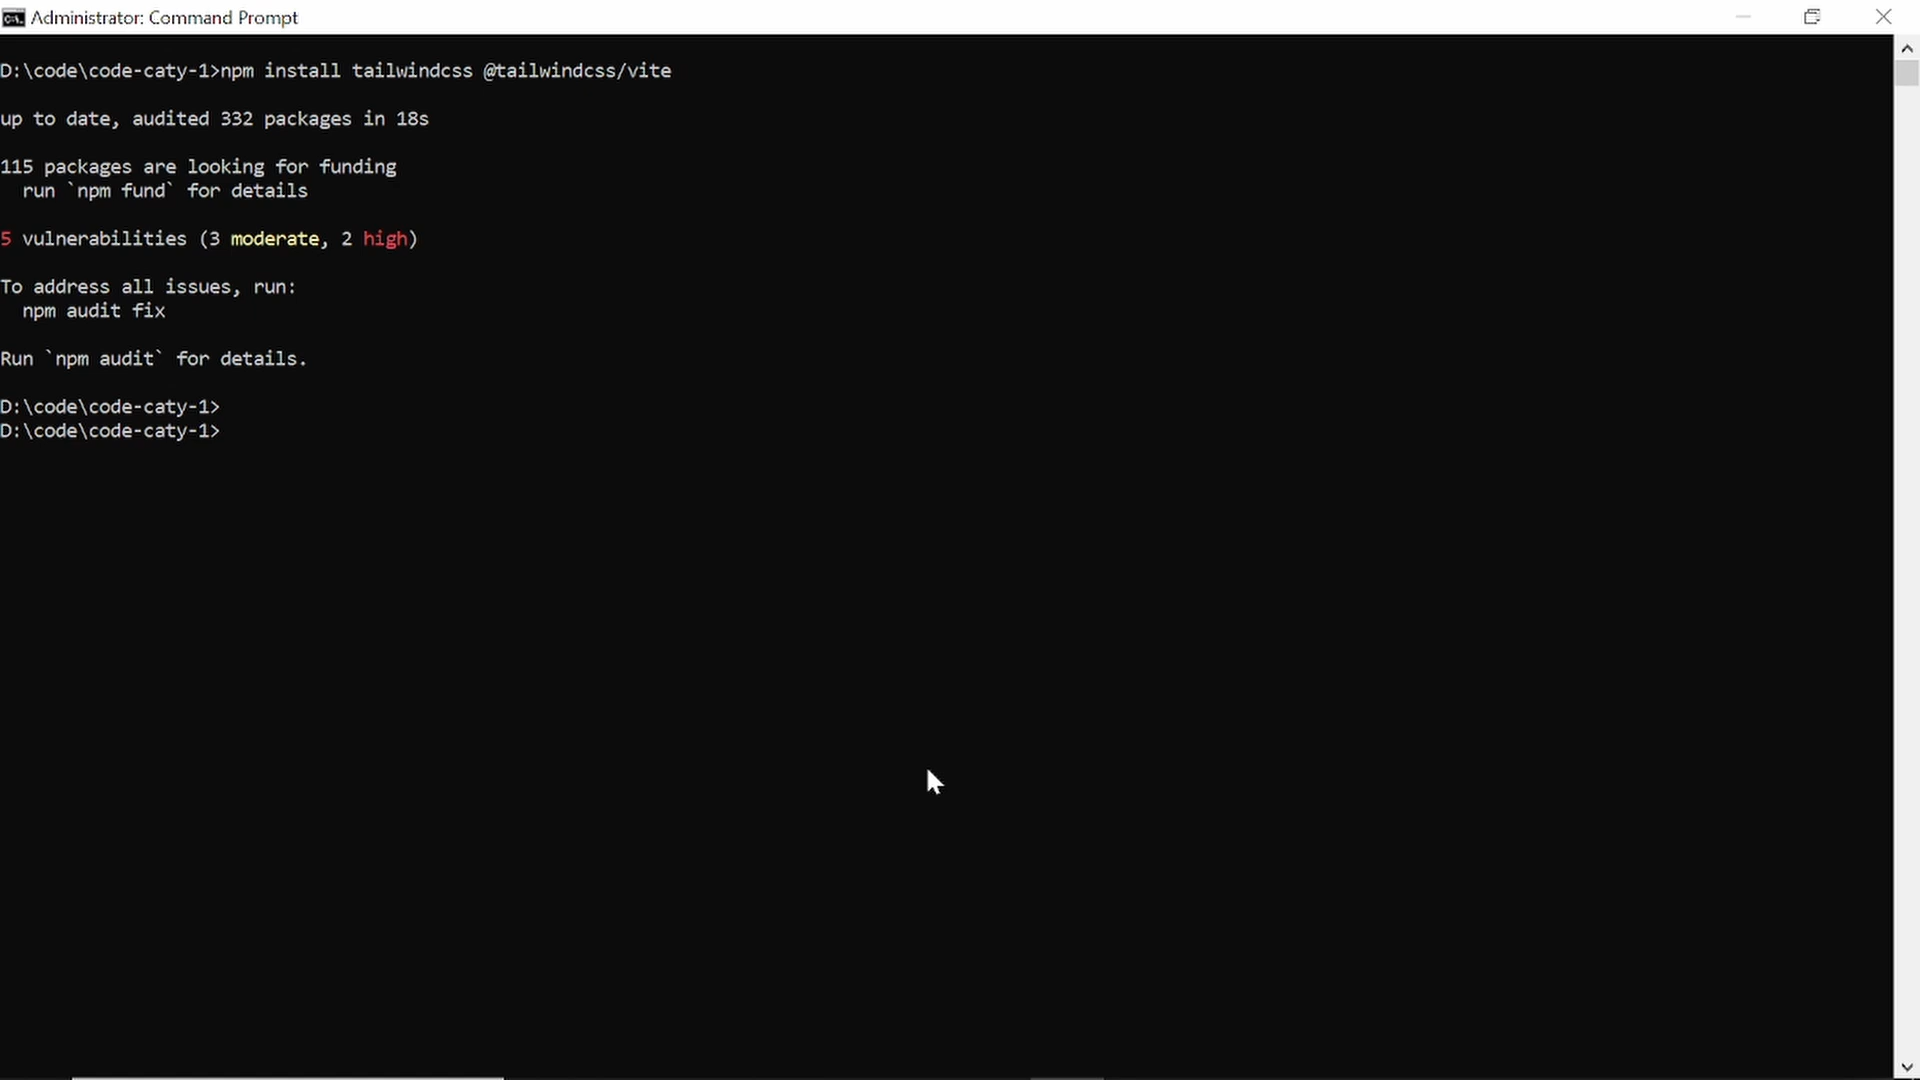 Administrator: Command Prompt
D:\code\code-caty-1>npm install tailwindcss @tailwindcss/vite
up to date, audited 332 packages in 18s
115 packages are looking for funding
run `npm fund` for details
5 vulnerabilities (3 moderate, 2 high)
To address all issues, run:
npm audit fix
Run `npm audit` for details.
D:\code\code-caty-1>
D:\code\code-caty-1>